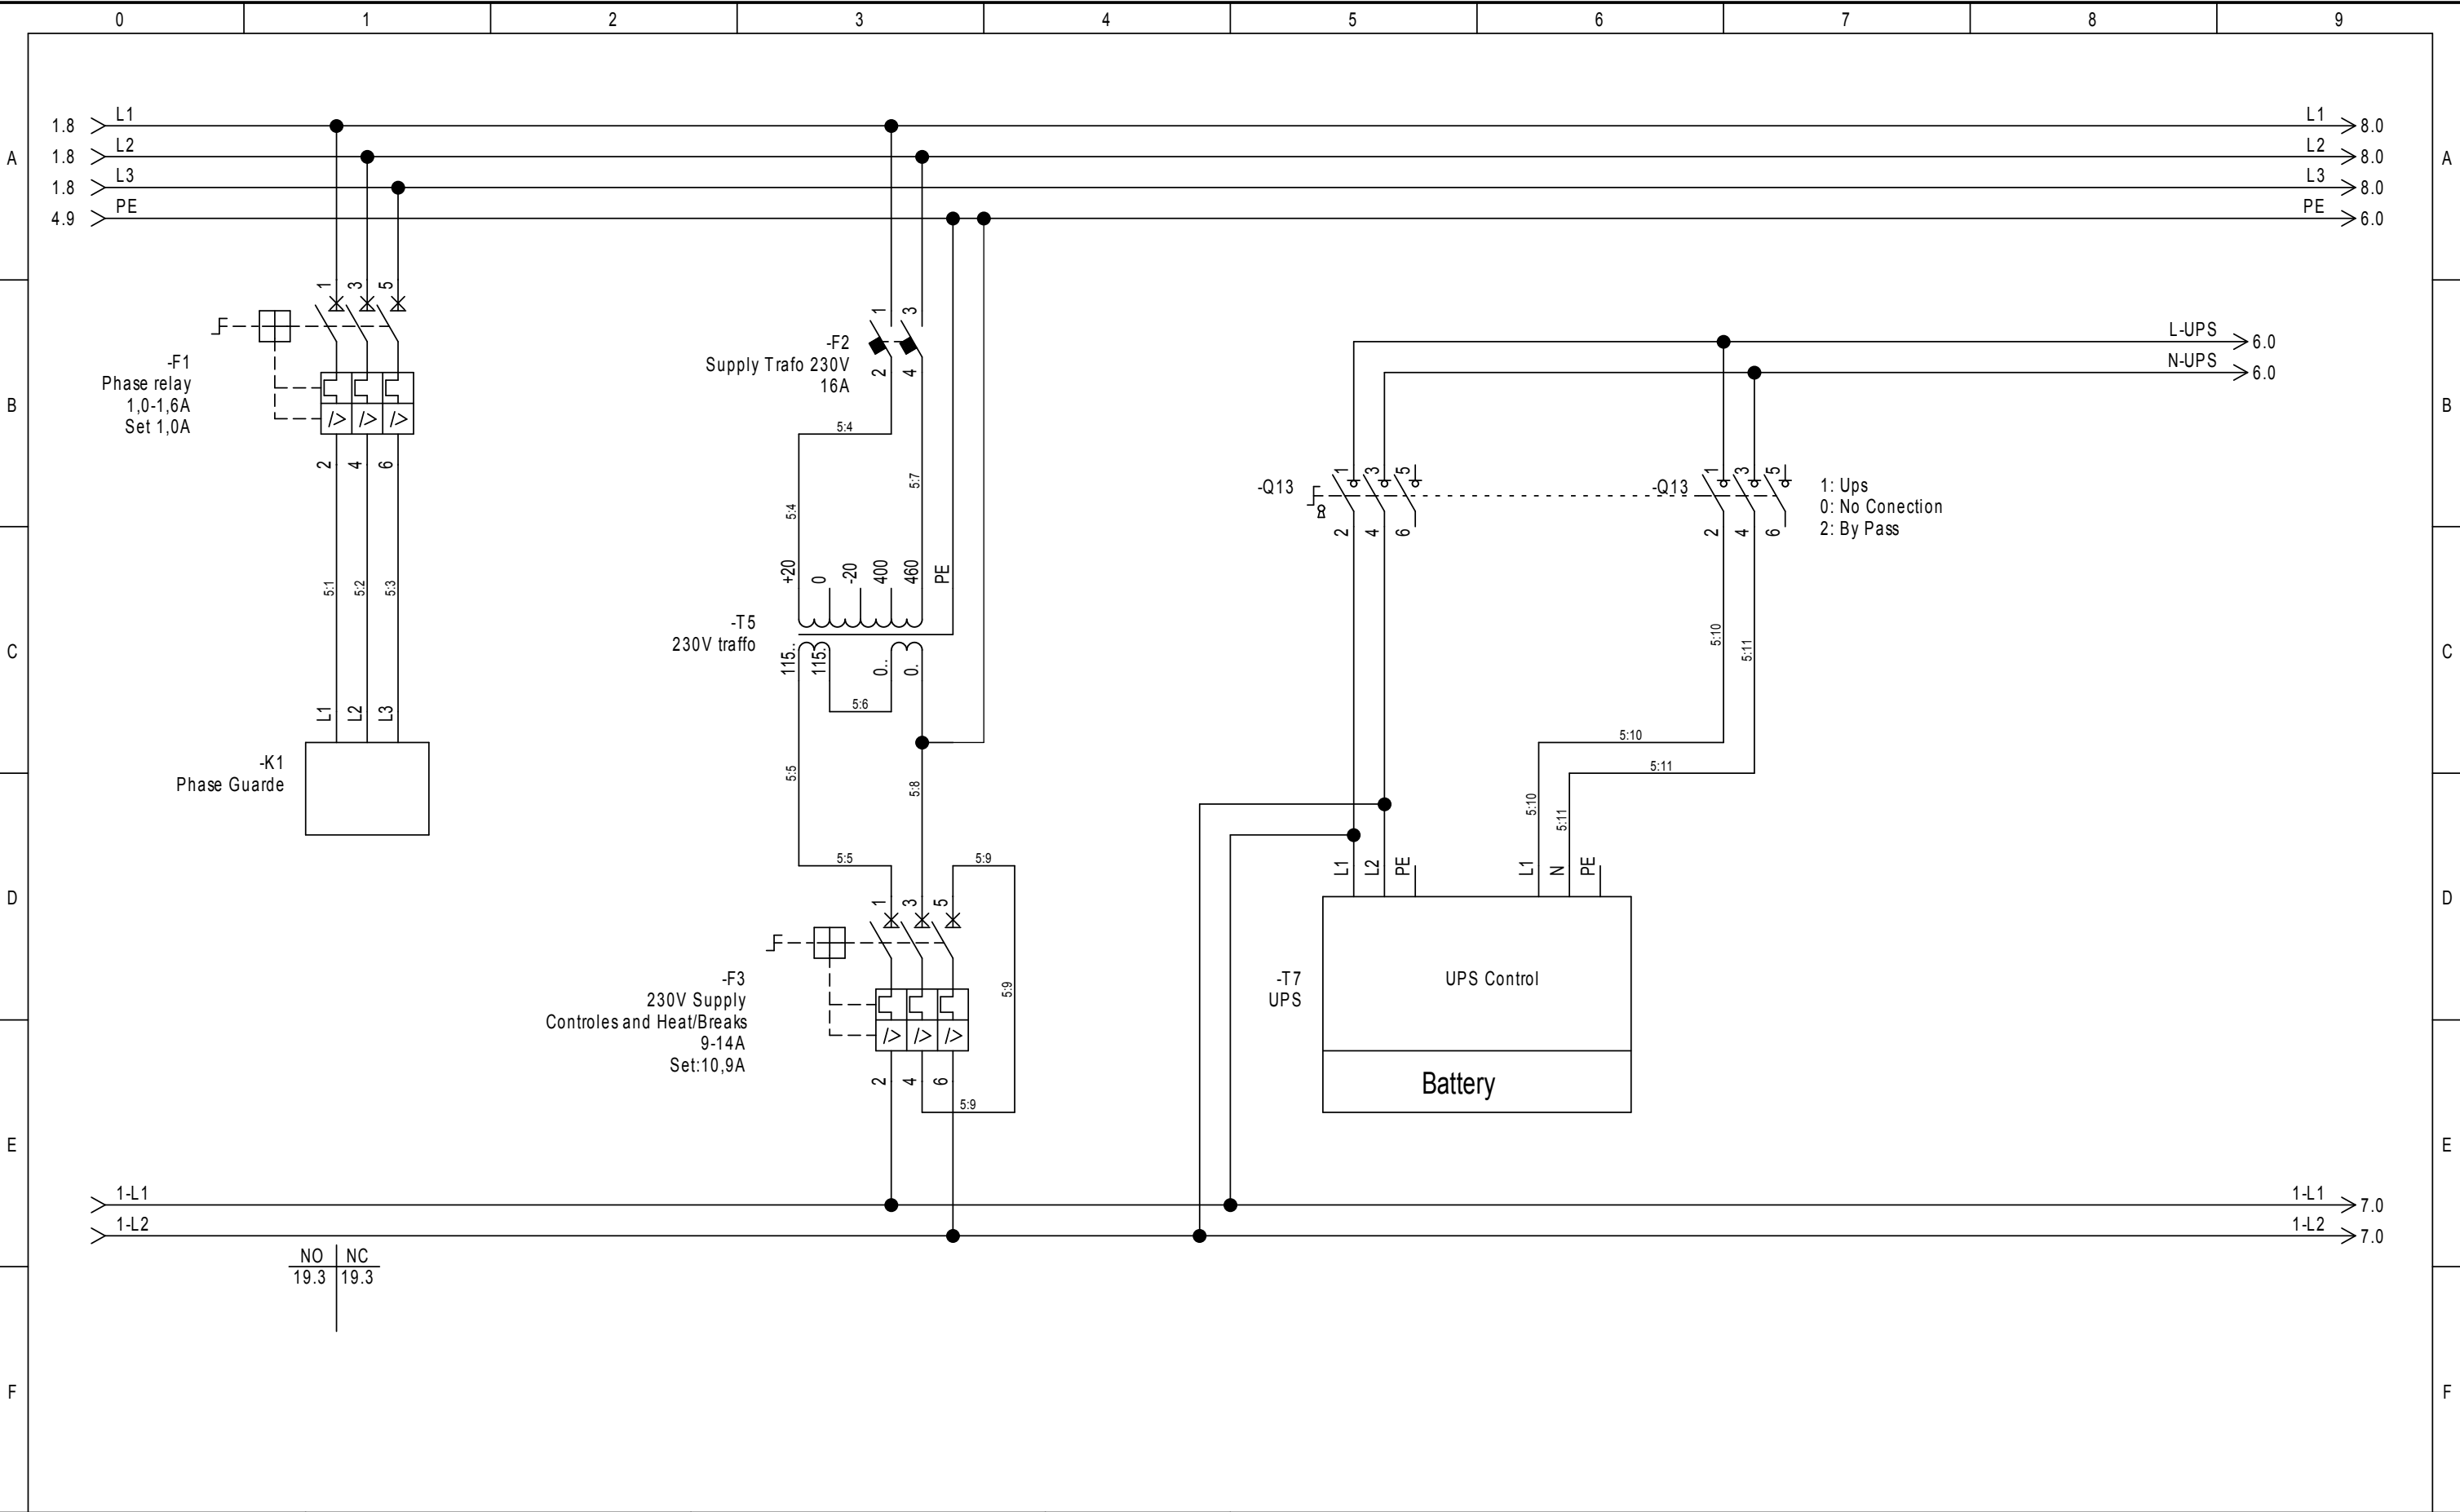 0 1 2 3 4 5 6 7 8 9
1.8 L1 L1 8.0
A 1.8 L2 L2 8.0 A
1.8 L3 L3 8.0
4.9 PE PE 6.0
1 3 5
1 3
L-UPS 6.0
-F2
Supply Trafo 230V
16A
2 4
N-UPS 6.0
-F1
Phase relay
1,0-1,6A
Set 1,0A
I> I> I>
B B
2 4 6
5:4
5:7
5:4
-Q13
1 3 5
2 4 6
-Q13
1 3 5
2 4 6
1: Ups
0: No Conection
2: By Pass
5:1 5:2 5:3
+20 0 -20 400 460 PE
-T5
230V traffo
115.. 115. 0.. 0.
5:6
5:10
5:11
C C
L1 L2 L3
-K1
Phase Guarde
5:5
5:8
5:10
5:11
5:10
5:11
5:5 5:9
L1 L2 PE
L1 N PE
D D
1 3 5
-F3
230V Supply
Controles and Heat/Breaks
9-14A
Set:10,9A
I> I> I>
5:9
2 4 6
5:9
-T7
UPS
UPS Control
Battery
E E
1-L1 1-L1 7.0
1-L2 1-L2 7.0
NO NC
19.3 19.3
F F